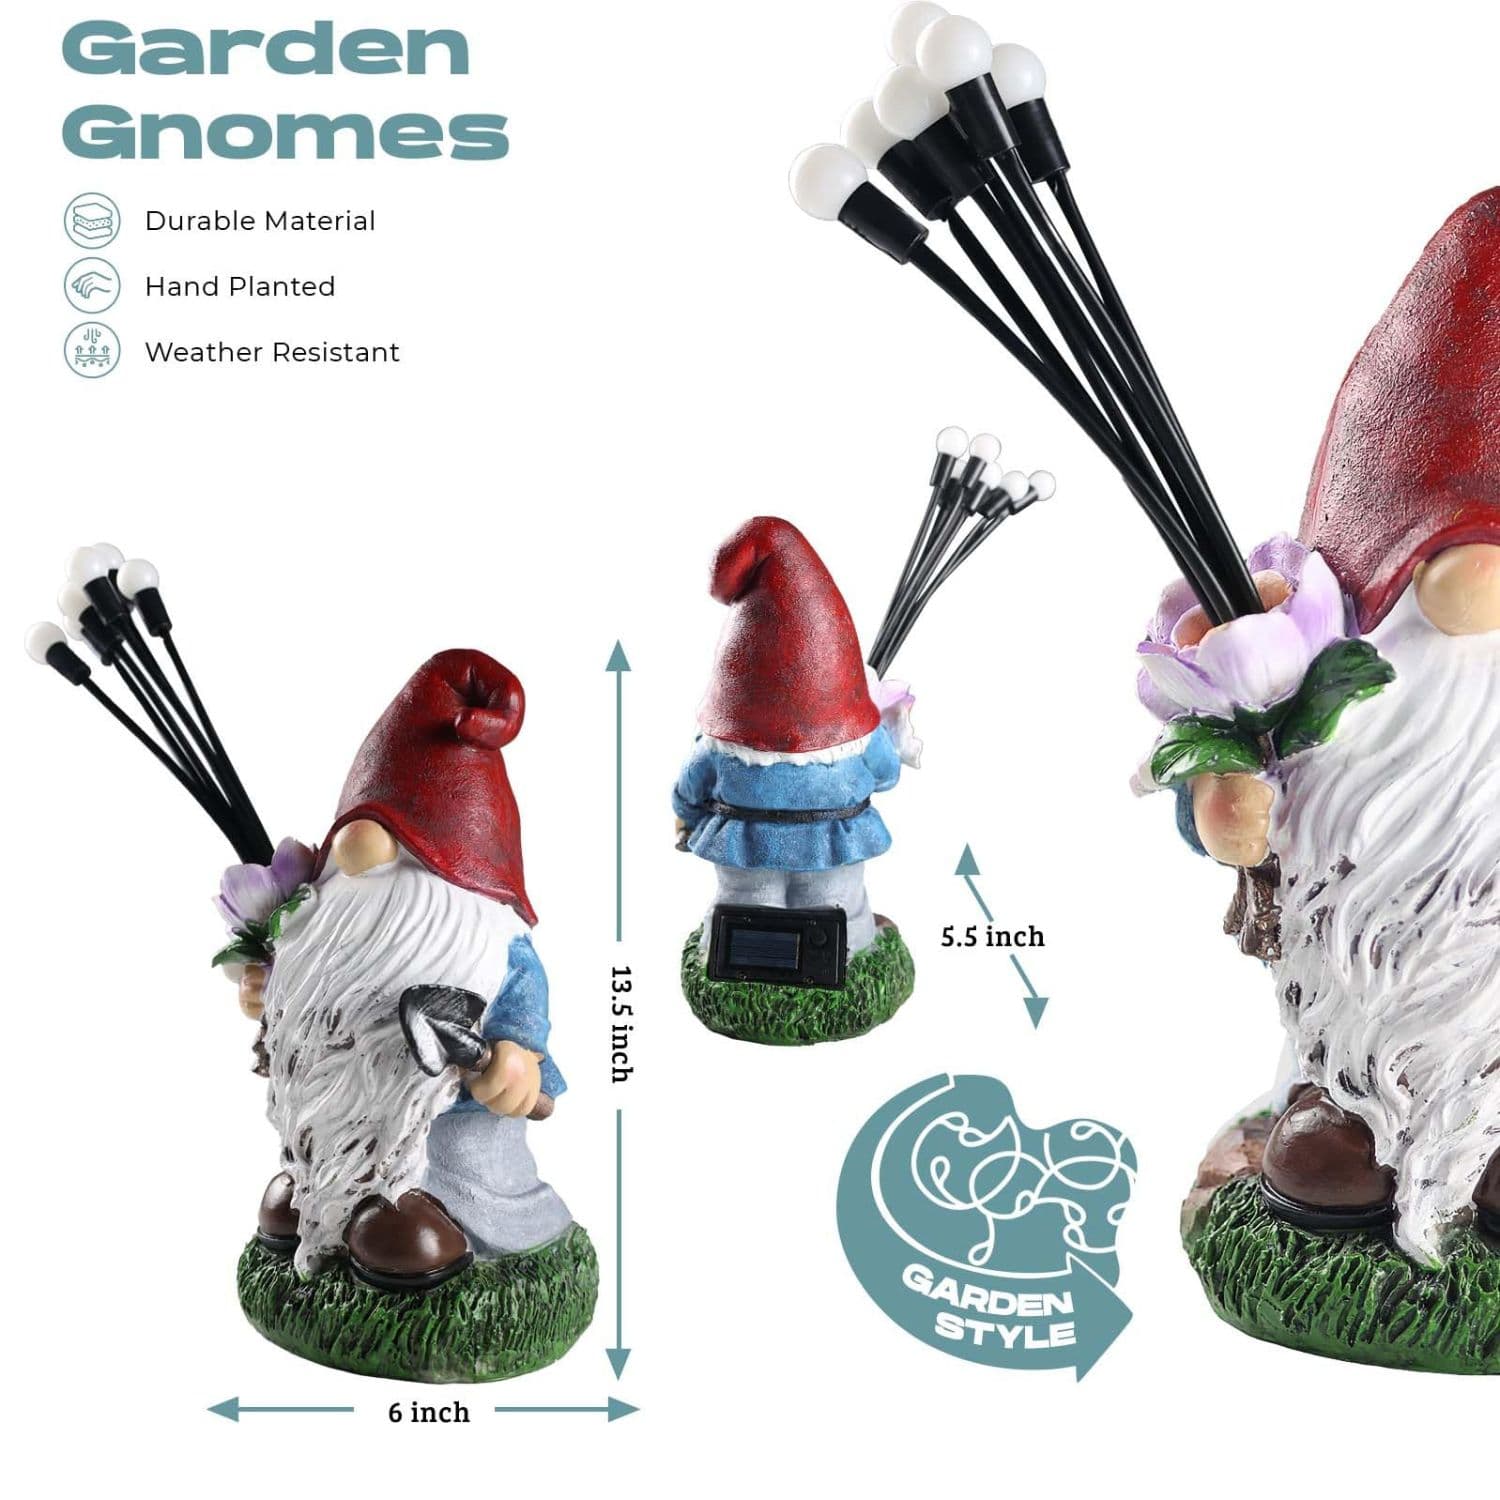 Garden
Gnomes
Durable Material
Hand Planted
Weather Resistant
13.5 inch
6 inch
5.5 inch
GARDEN
STYLE